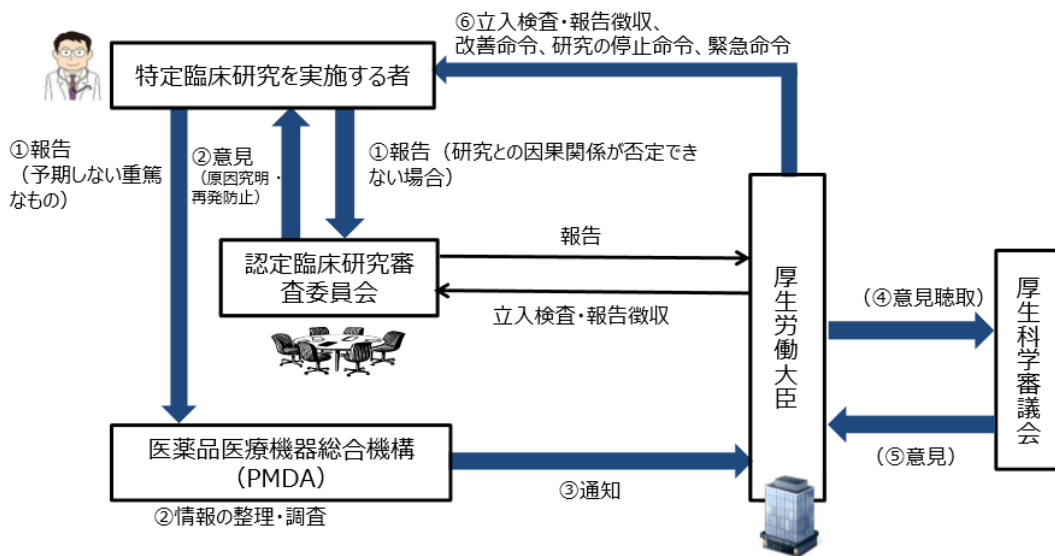 ⑥立入検査・報告徴収、
改善命令、研究の停止命令、緊急命令
特定臨床研究を実施する者
①報告
（予期しない重篤
なもの）
②意見
（原因究明・
再発防止）
①報告（研究との因果関係が否定でき
ない場合）
認定臨床研究審
査委員会
報告
立入検査・報告徴収
厚生労働大臣
（④意見聴取）
厚生科学審議会
（⑤意見）
医薬品医療機器総合機構
（PMDA）
③通知
②情報の整理・調査